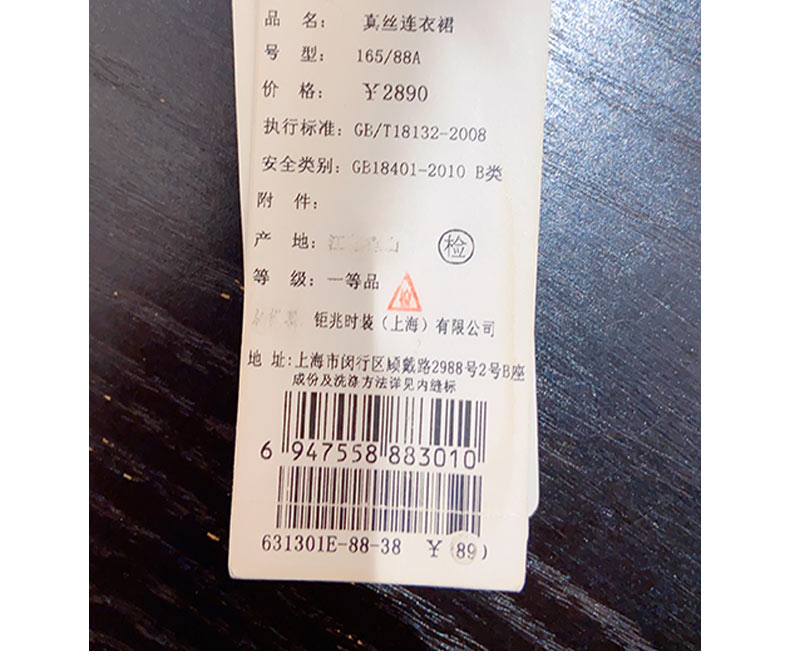 品 名: 真丝连衣裙
号 型: 165/88A
价 格: ¥2890
执行标准: GB/T18132-2008
安全类别: GB18401-2010 B类
附 件:
产 地: 江
检
等 级: 一等品
检
钜兆时装(上海)有限公司
地 址:上海市闵行区顾戴路2988号2号B座
成份及洗涤方法详见内缝标
6 947558 883010
631301E-88-38 ¥ 89